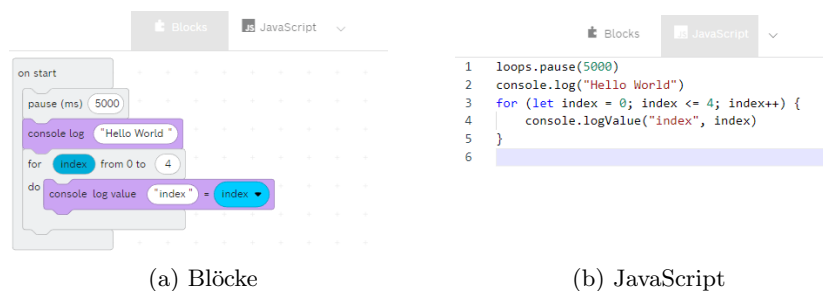 Blocks JS JavaScript
on start
pause (ms) 5000
console log "Hello World "
for index from 0 to 4
do console log value "index " = index
(a) Blöcke
Blocks JS JavaScript
1 loops.pause(5000)
2 console.log("Hello World")
3 for (let index = 0; index <= 4; index++) {
4 console.logValue("index", index)
5 }
6
(b) JavaScript